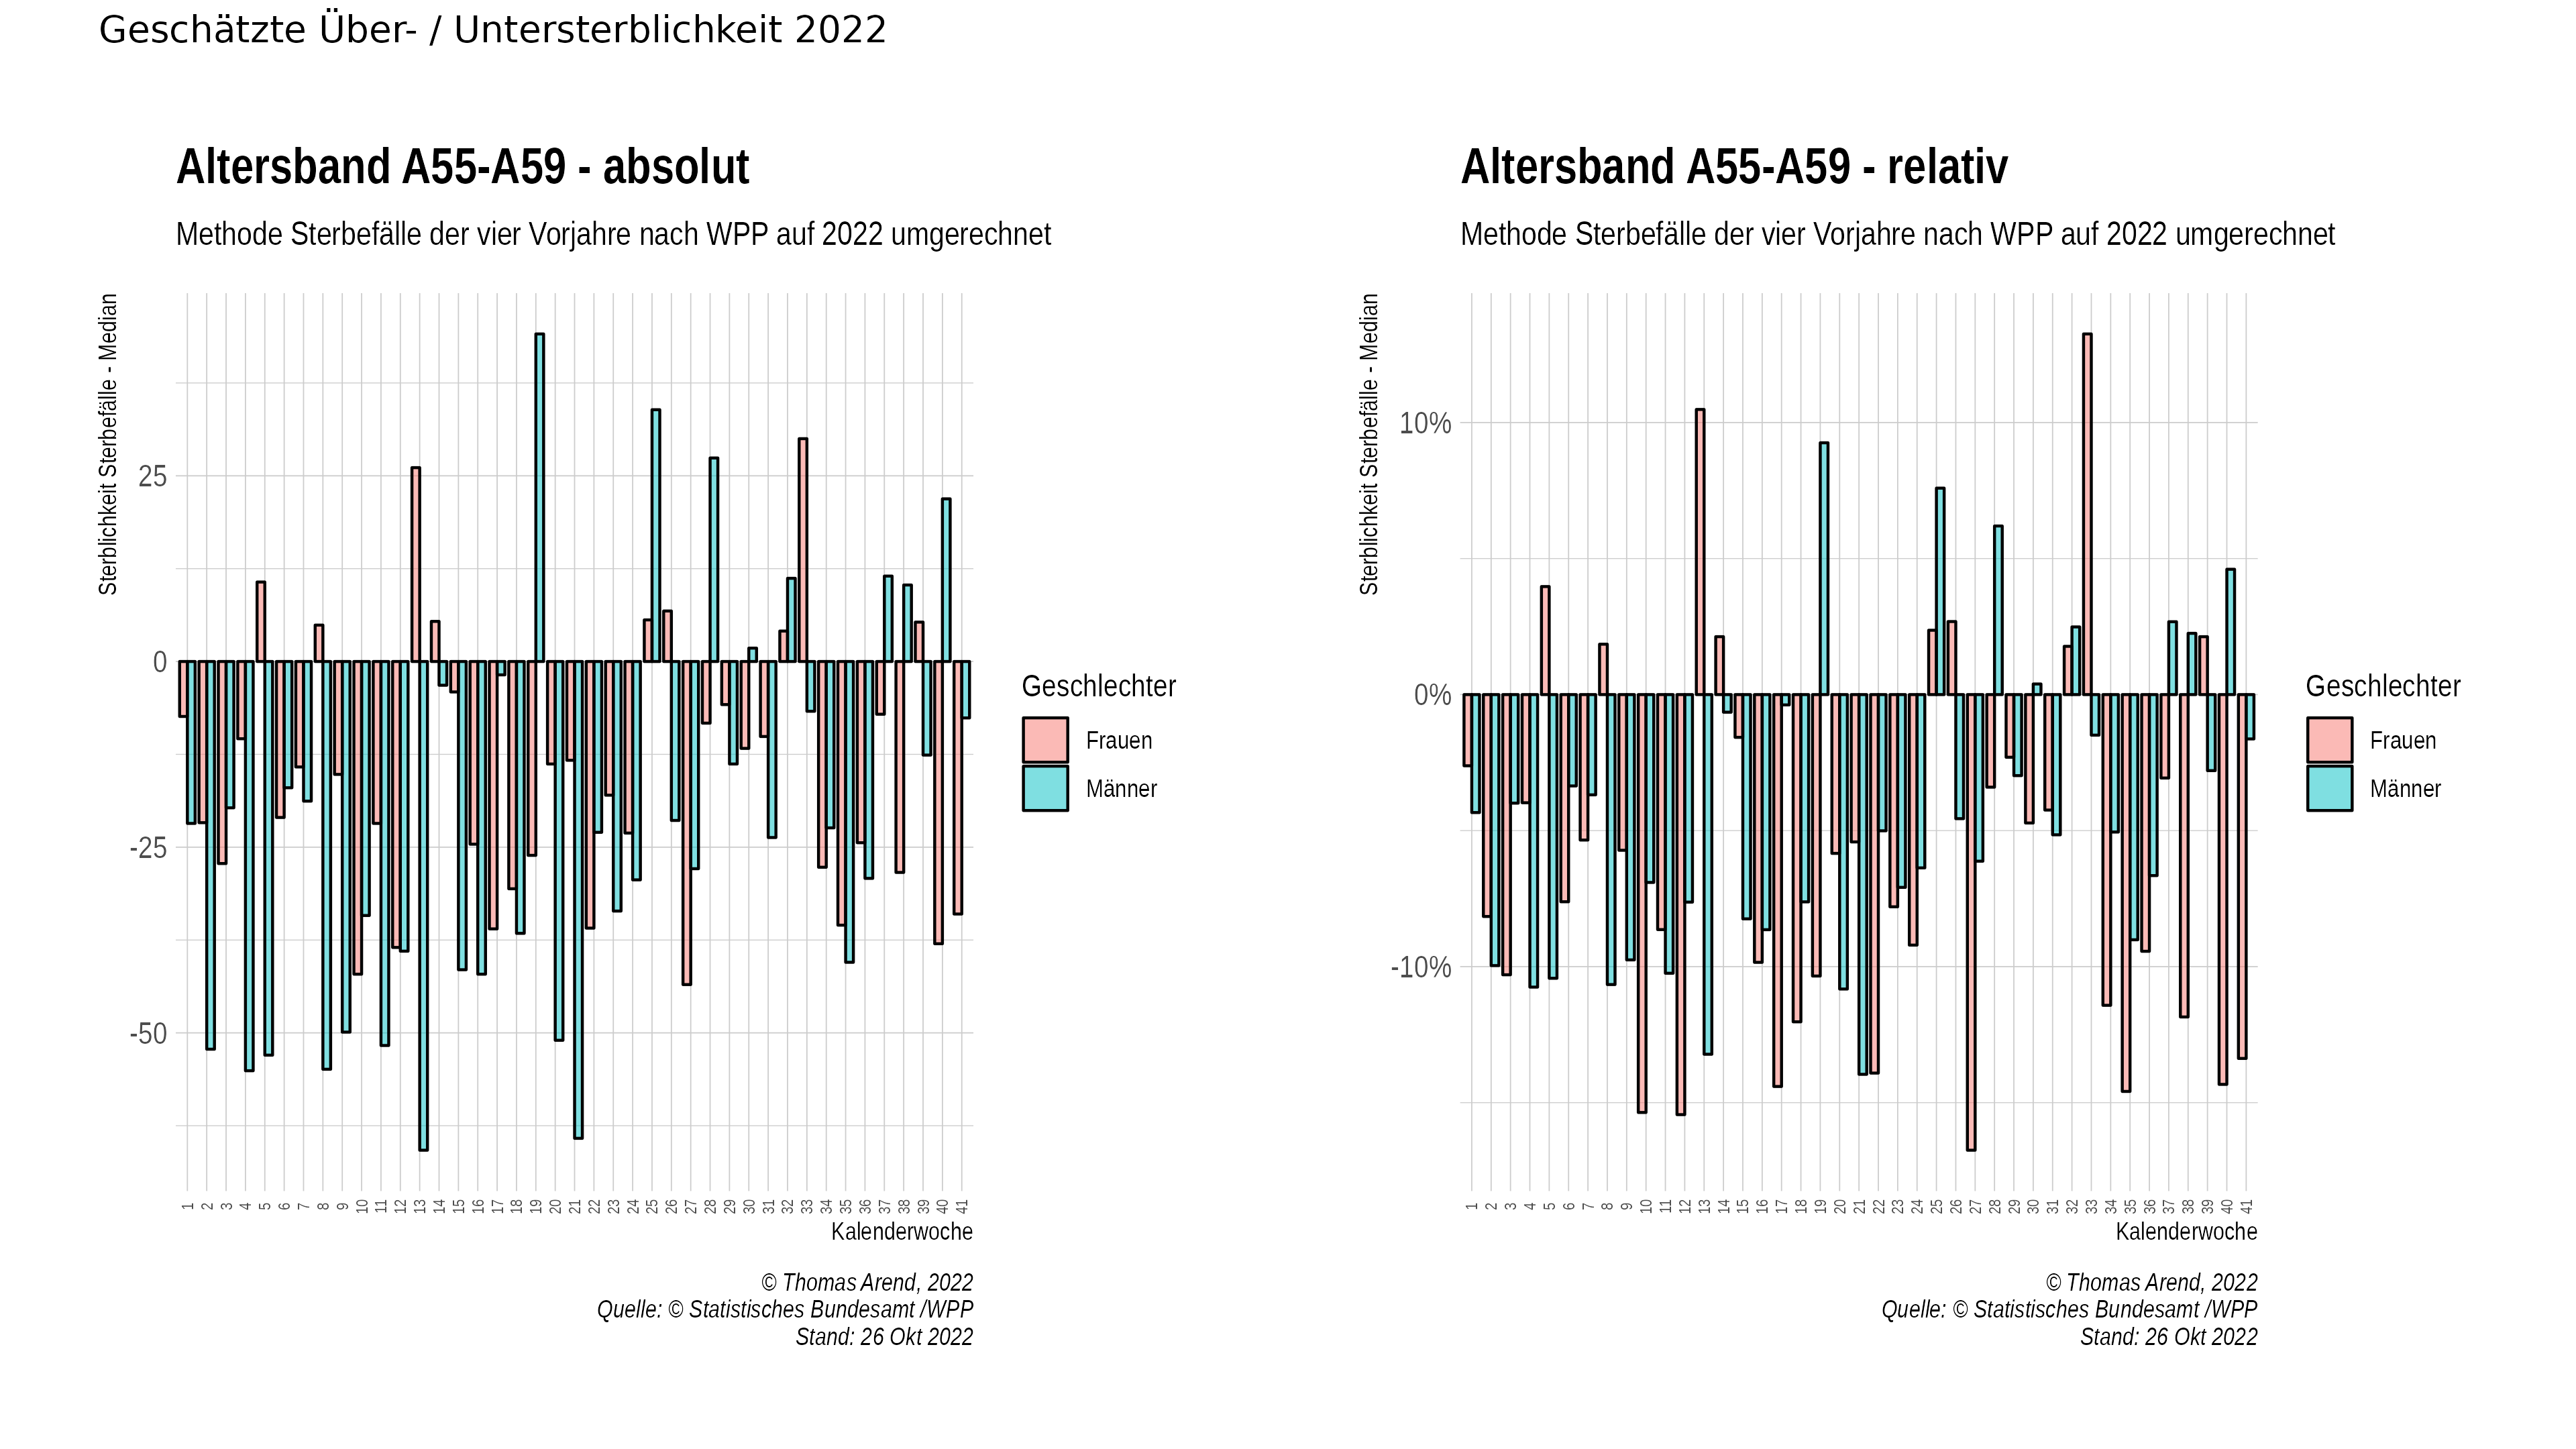 Geschätzte Über- / Untersterblichkeit 2022
Altersband A55-A59 - absolut
Methode Sterbefälle der vier Vorjahre nach WPP auf 2022 umgerechnet
Sterblichkeit Sterbefälle - Median
25
0
-25
-50
1 2 3 4 5 6 7 8 9 10 11 12 13 14 15 16 17 18 19 20 21 22 23 24 25 26 27 28 29 30 31 32 33 34 35 36 37 38 39 40 41
Kalenderwoche
Geschlechter
Frauen
Männer
© Thomas Arend, 2022
Quelle: © Statistisches Bundesamt /WPP
Stand: 26 Okt 2022
Altersband A55-A59 - relativ
Methode Sterbefälle der vier Vorjahre nach WPP auf 2022 umgerechnet
Sterblichkeit Sterbefälle - Median
10%
0%
-10%
1 2 3 4 5 6 7 8 9 10 11 12 13 14 15 16 17 18 19 20 21 22 23 24 25 26 27 28 29 30 31 32 33 34 35 36 37 38 39 40 41
Kalenderwoche
Geschlechter
Frauen
Männer
© Thomas Arend, 2022
Quelle: © Statistisches Bundesamt /WPP
Stand: 26 Okt 2022